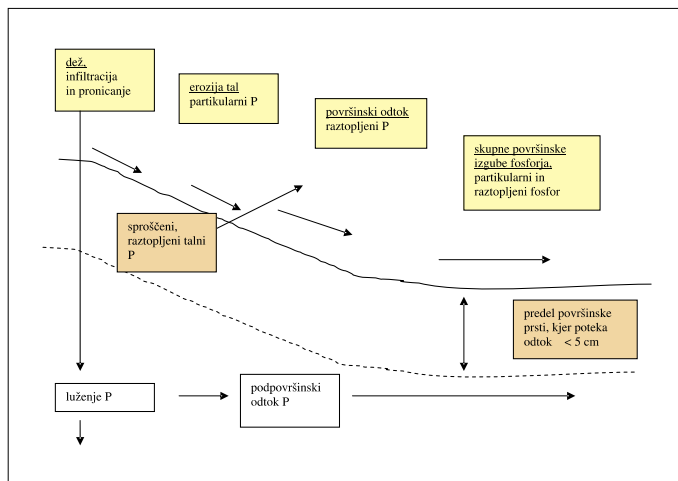 dež,
infiltracija
in pronicanje
erozija tal
partikularni P
površinski odtok
raztopljeni P
skupne površinske
izgube fosforja,
partikularni in
raztopljeni fosfor
sproščeni,
raztopljeni talni
P
predel površinske
prsti, kjer poteka
odtok < 5 cm
luženje P
podpovršinski
odtok P